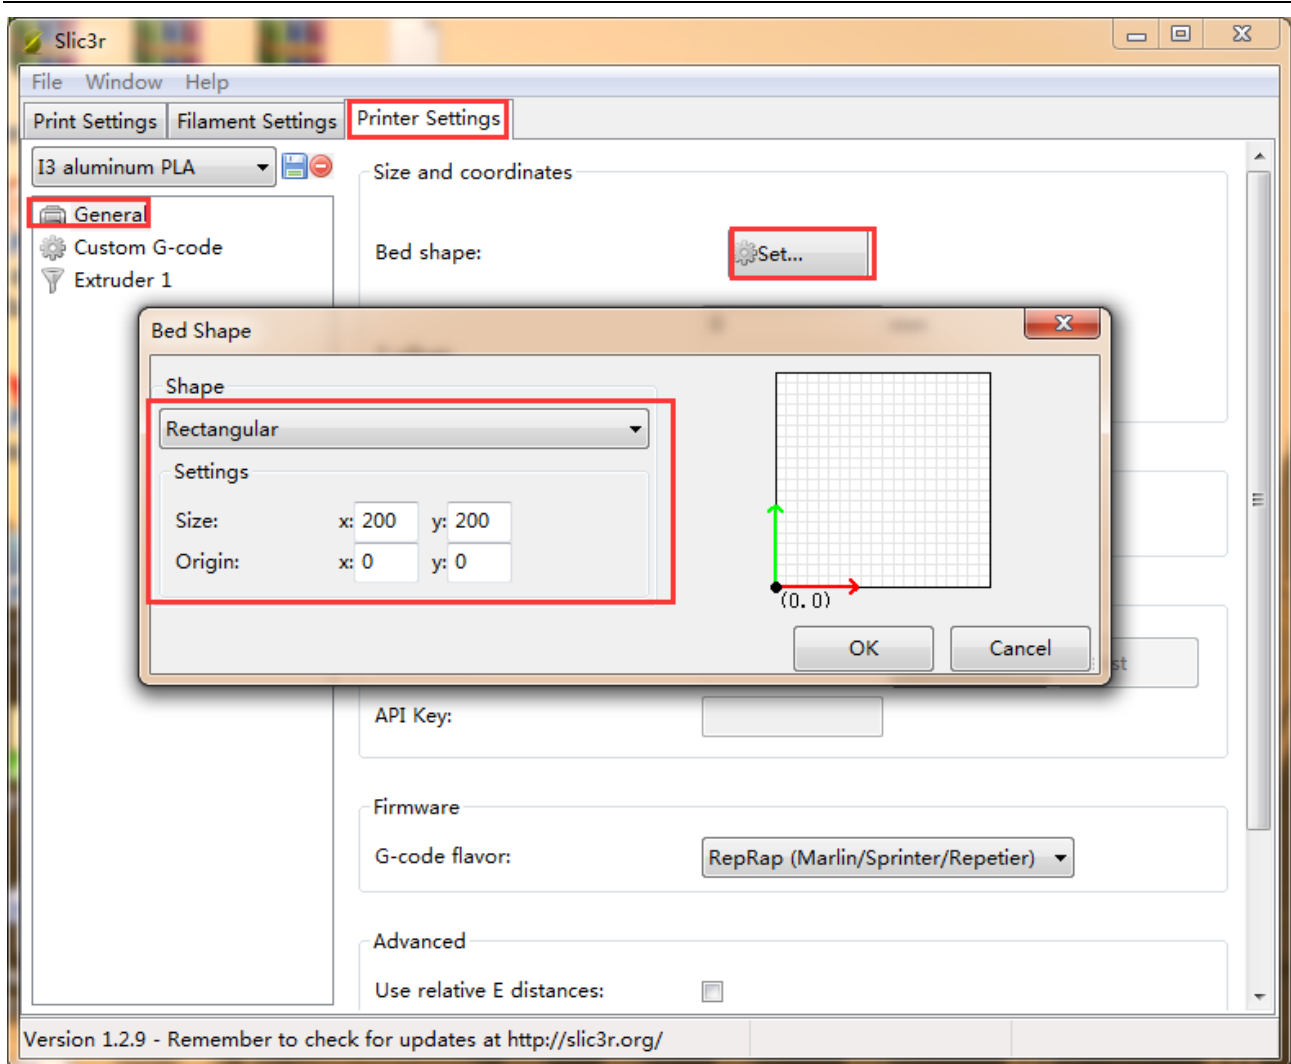 Slic3r
File Window Help
Print Settings Filament Settings Printer Settings
I3 aluminum PLA
Size and coordinates
General
Custom G-code
Bed shape: Set...
Extruder 1
Bed Shape
Shape
Rectangular
Settings
Size: x: 200 y: 200
Origin: x: 0 y: 0
(0, 0)
OK Cancel
st
API Key:
Firmware
G-code flavor: RepRap (Marlin/Sprinter/Repetier)
Advanced
Use relative E distances:
Version 1.2.9 - Remember to check for updates at http://slic3r.org/